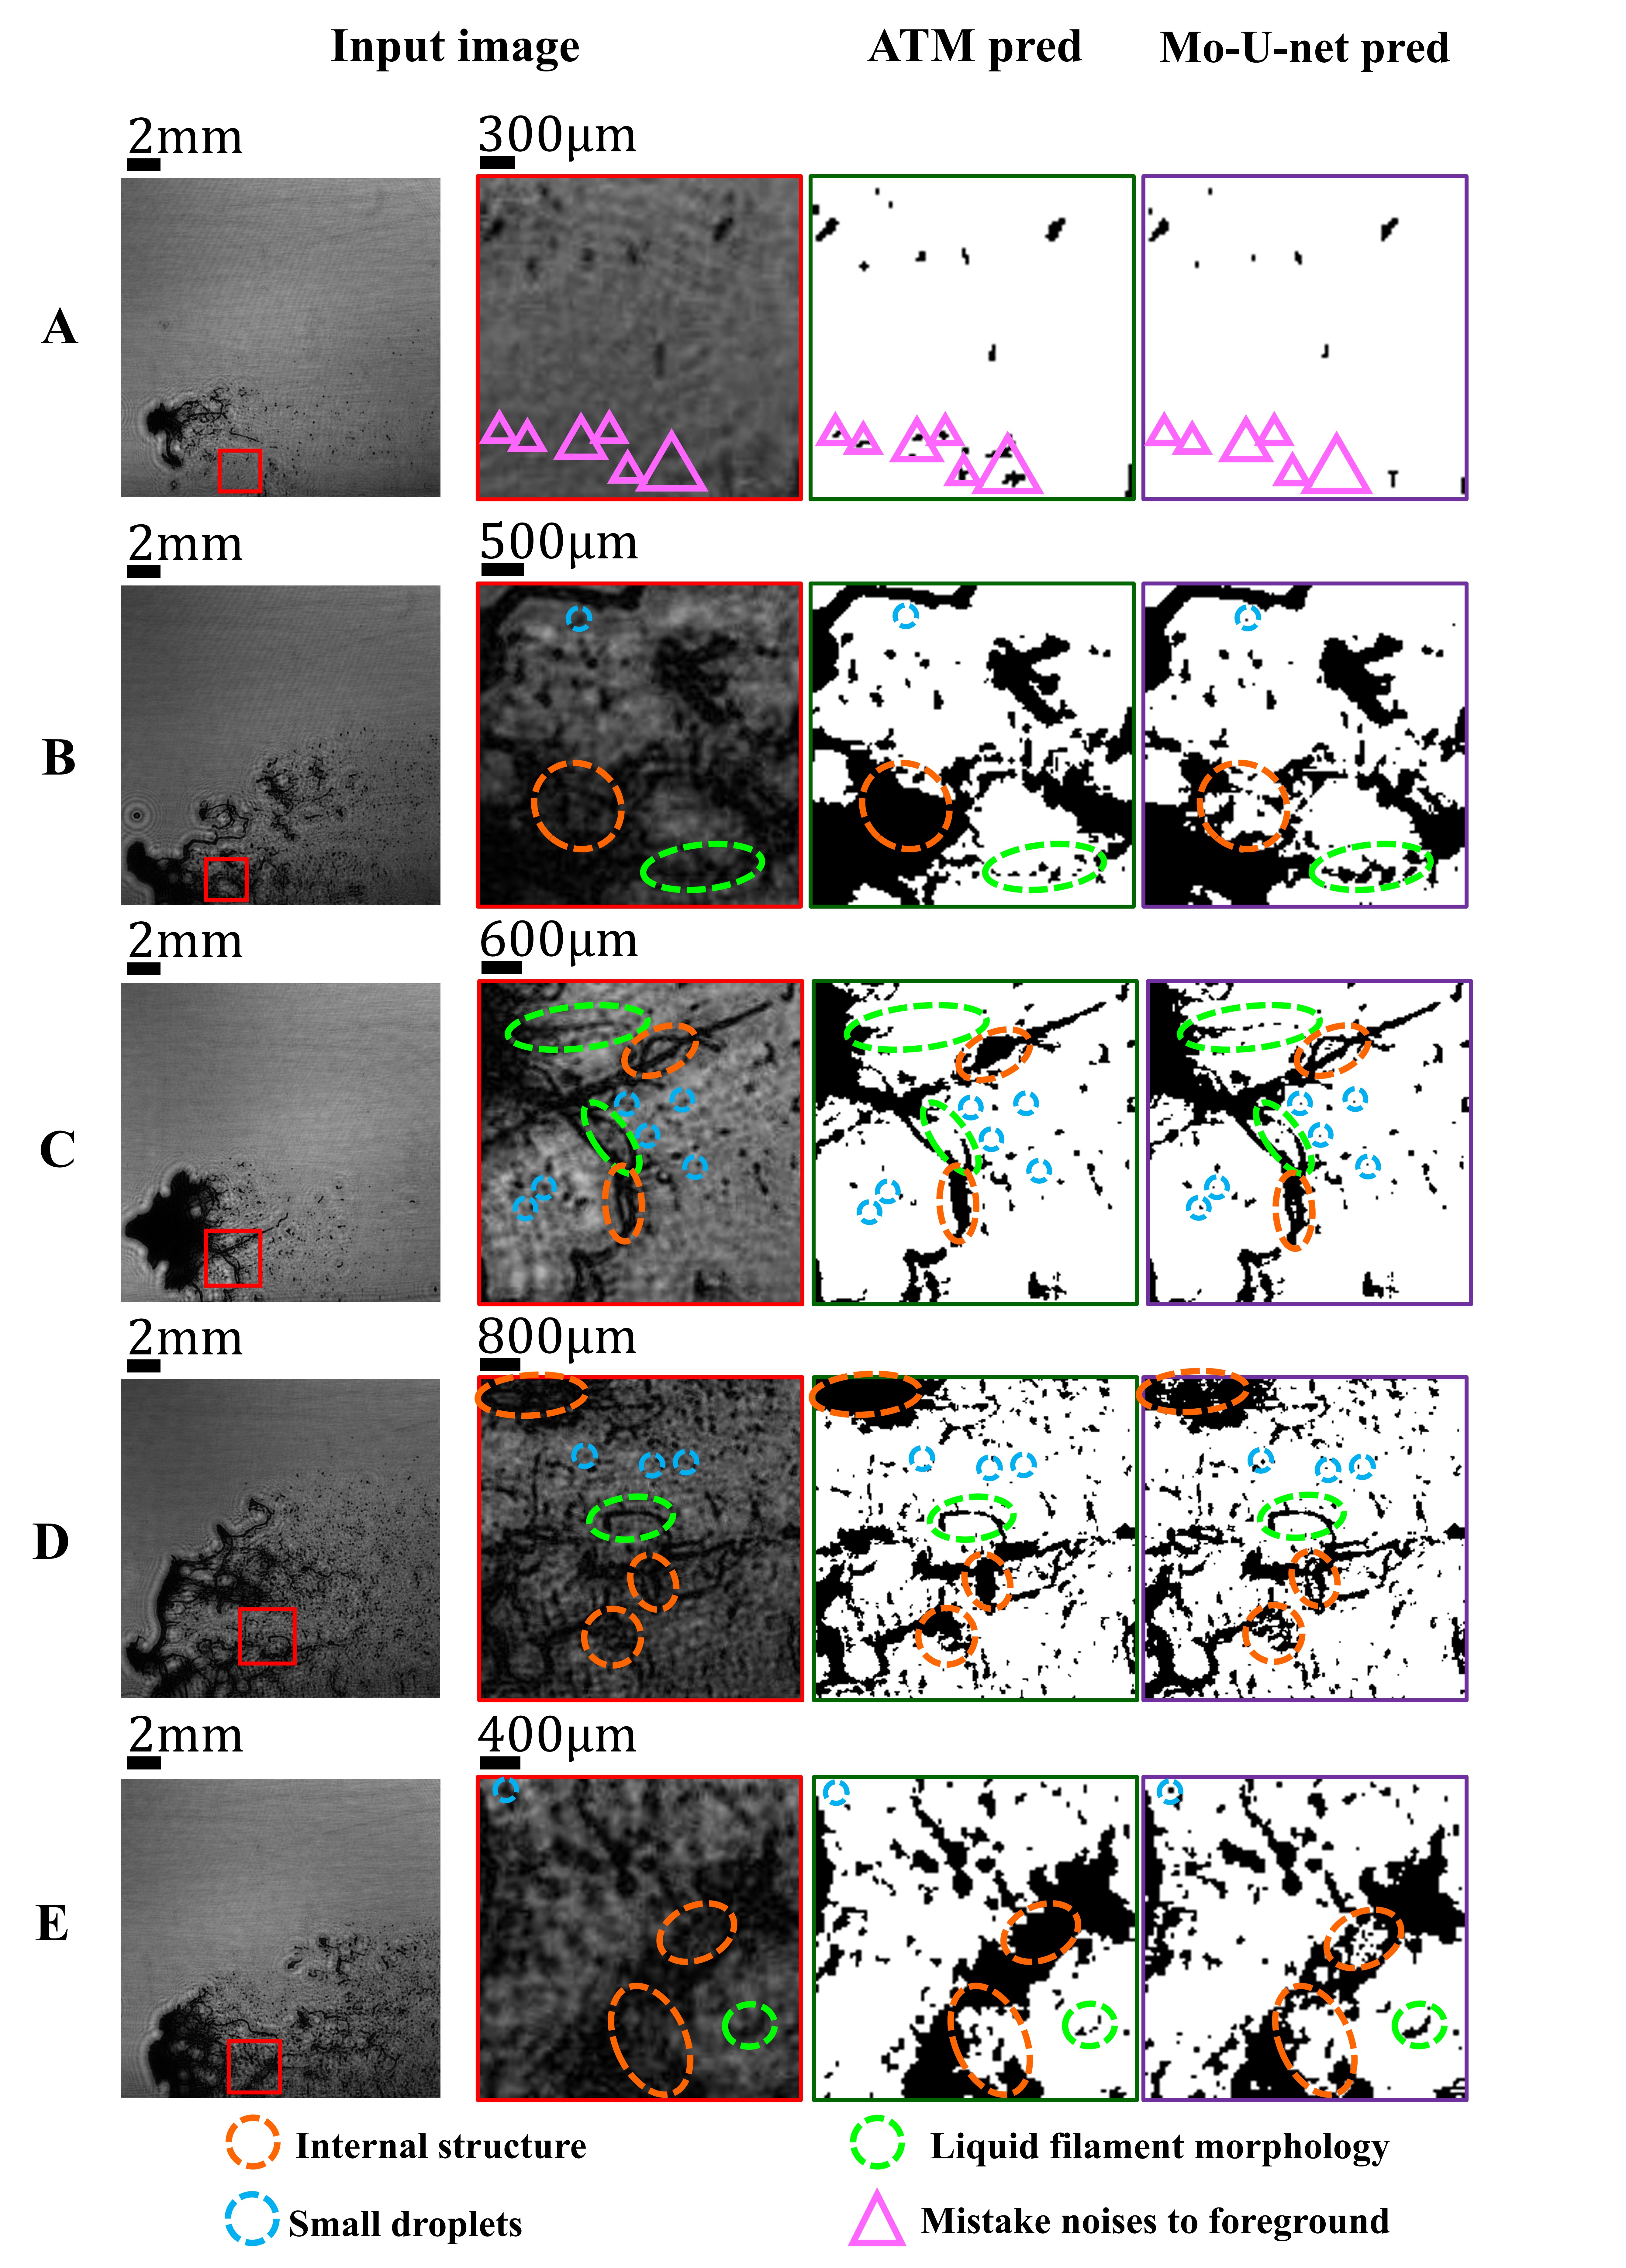 Input image ATM pred Mo-U-net pred
2mm 300μm
A
2mm 500μm
B
2mm 600μm
C
2mm 800μm
D
2mm 400μm
E
Internal structure Liquid filament morphology
Small droplets Mistake noises to foreground